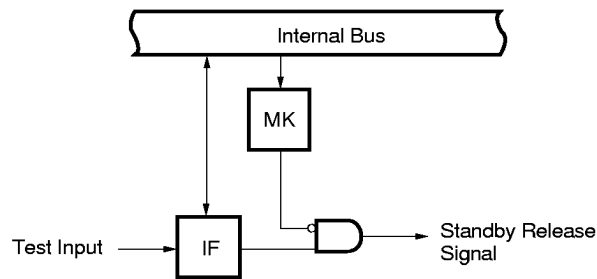 Internal Bus
MK
Test Input
IF
Standby Release
Signal